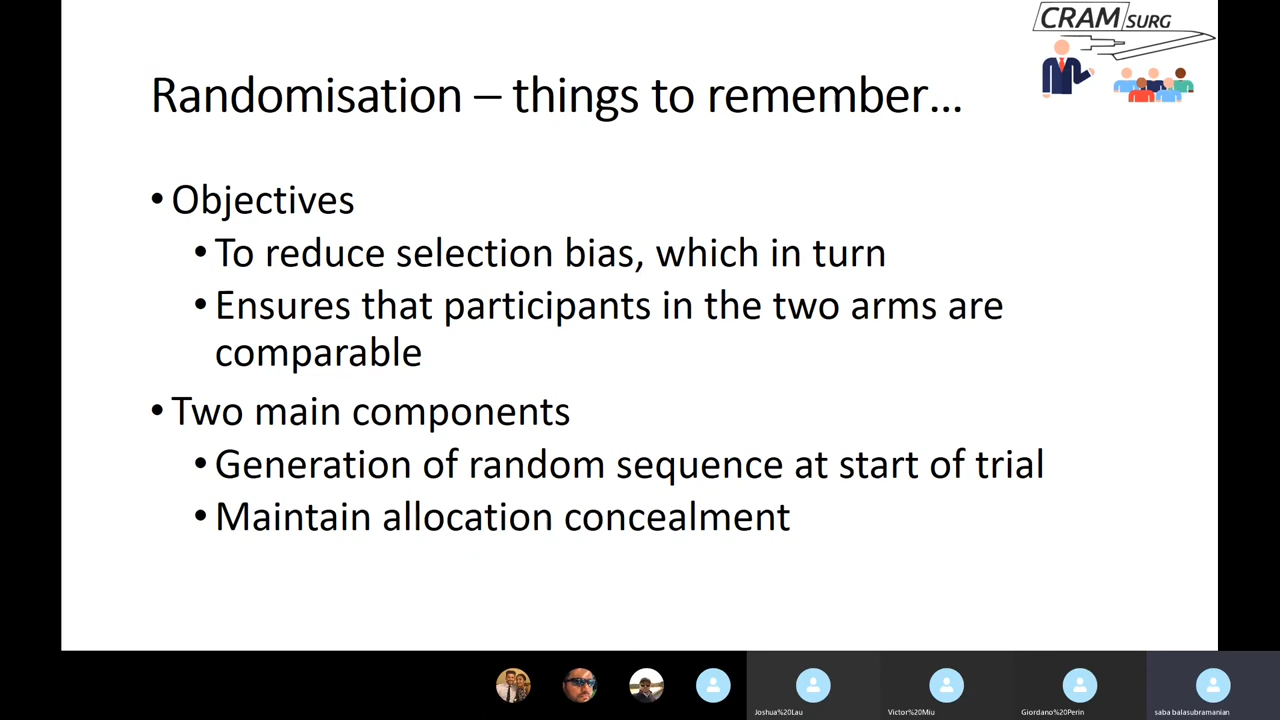 CRAM SURG
Randomisation – things to remember…
• Objectives
• To reduce selection bias, which in turn
• Ensures that participants in the two arms are
comparable
• Two main components
• Generation of random sequence at start of trial
• Maintain allocation concealment
Joshua%20Lau
Victor%20Miu
Giordano%20Perin
saba balasubramanian